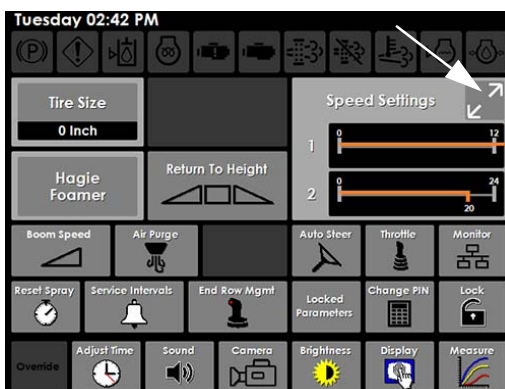 Tuesday 02:42 PM
(P)
Tire Size
0 Inch
Speed Settings
1
0
12
Hagie
Foamer
Return To Height
2
0
24
20
Boom Speed
Air Purge
Auto Steer
Throttle
Monitor
Reset Spray
Service Intervals
End Row Mgmt
Locked
Parameters
Change PIN
Lock
Override
Adjust Time
Sound
Camera
Brightness
Display
Measure